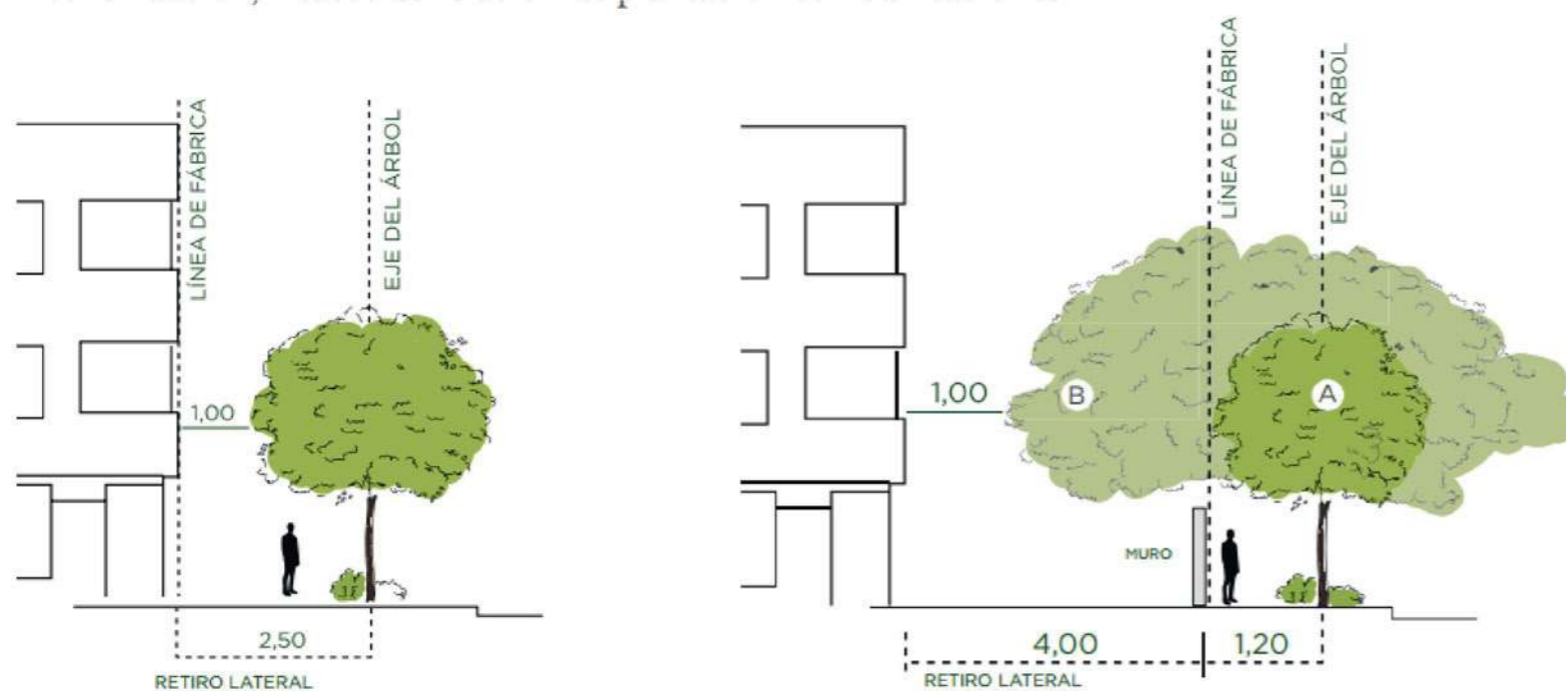 LÍNEA DE FÁBRICA
EJE DEL ÁRBOL
1,00
2,50
RETIRO LATERAL
LÍNEA DE FÁBRICA
EJE DEL ÁRBOL
1,00
B
A
MURO
4,00
1,20
RETIRO LATERAL